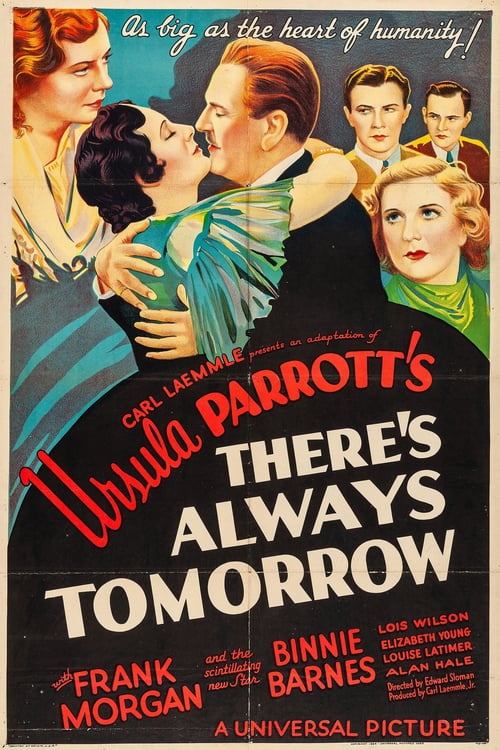 As big as the heart of humanity!
CARL LAEMMLE presents an adaptation of
Ursula PARROTT'S
THERE'S
ALWAYS
TOMORROW
with
FRANK
MORGAN
and the
scintillating
new Star
BINNIE
BARNES
LOIS WILSON
ELIZABETH YOUNG
LOUISE LATIMER
ALAN HALE
Directed by Edward Sloman
Produced by Carl Laemmle, Jr.
A UNIVERSAL PICTURE